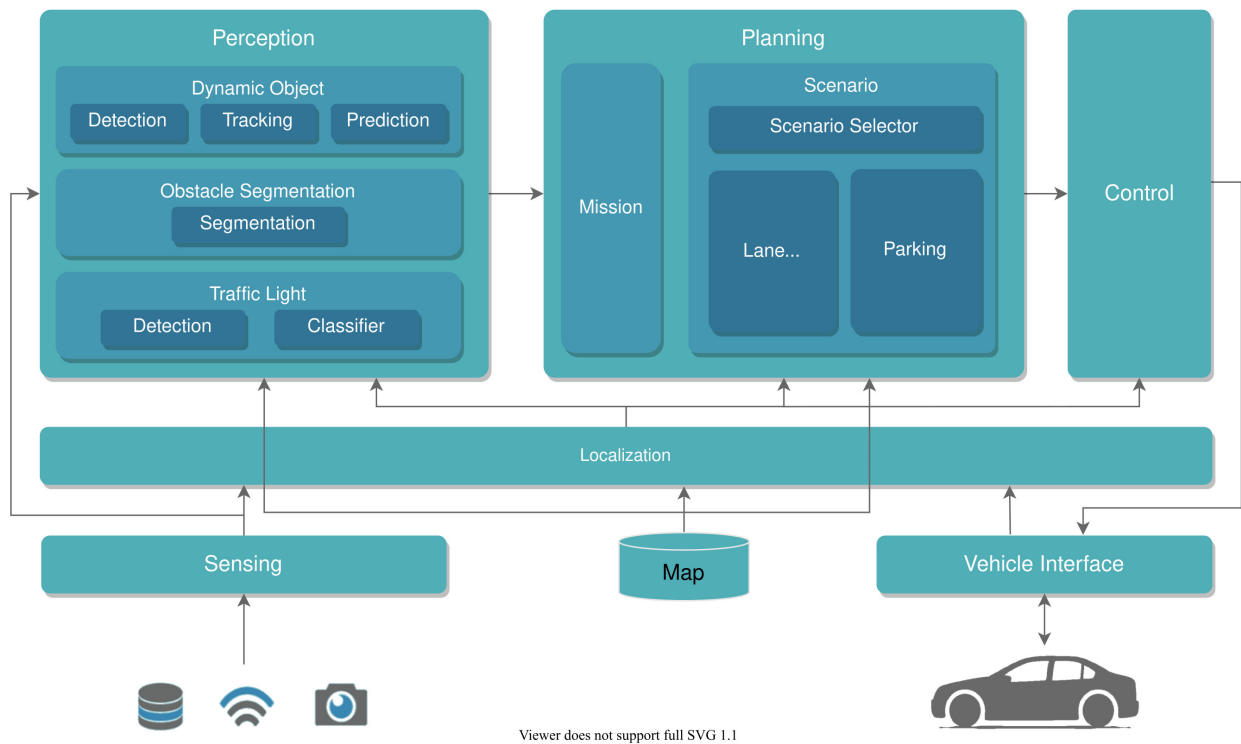 Perception
Dynamic Object
Detection
Tracking
Prediction
Obstacle Segmentation
Segmentation
Traffic Light
Detection
Classifier
Planning
Mission
Scenario
Scenario Selector
Lane...
Parking
Control
Localization
Sensing
Map
Vehicle Interface
Viewer does not support full SVG 1.1